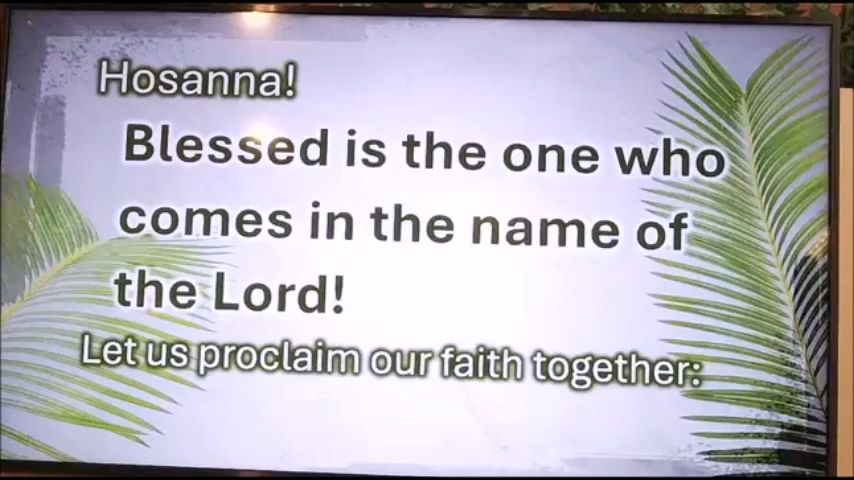 Hosanna!
Blessed is the one who
comes in the name of
the Lord!
Let us proclaim our faith together: